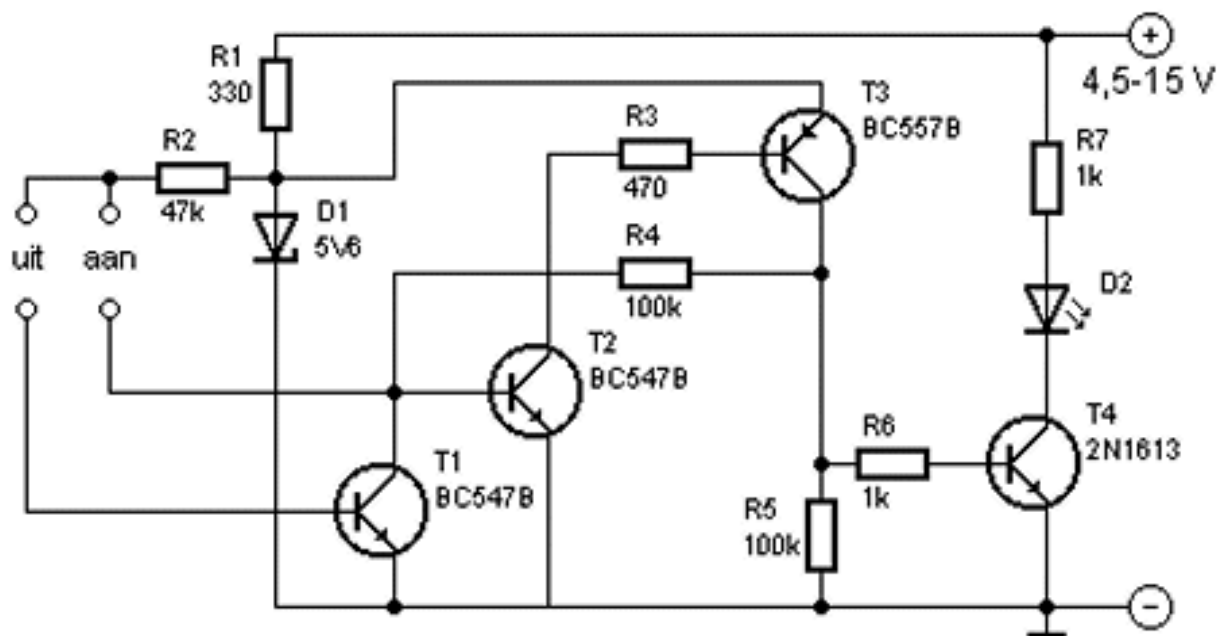 R1
330
R2
47k
D1
5V6
uit
aan
R3
470
R4
100k
T3
BC557B
+
4,5-15 V
R7
1k
D2
T2
BC547B
T1
BC547B
R6
1k
R5
100k
T4
2N1613
−